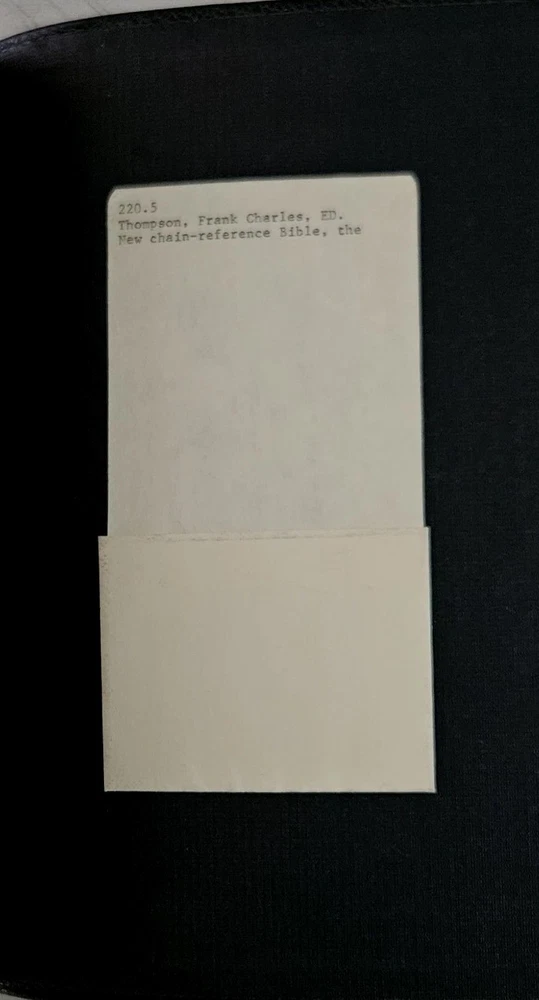 220.5
Thompson, Frank Charles, ED.
New chain-reference Bible, the